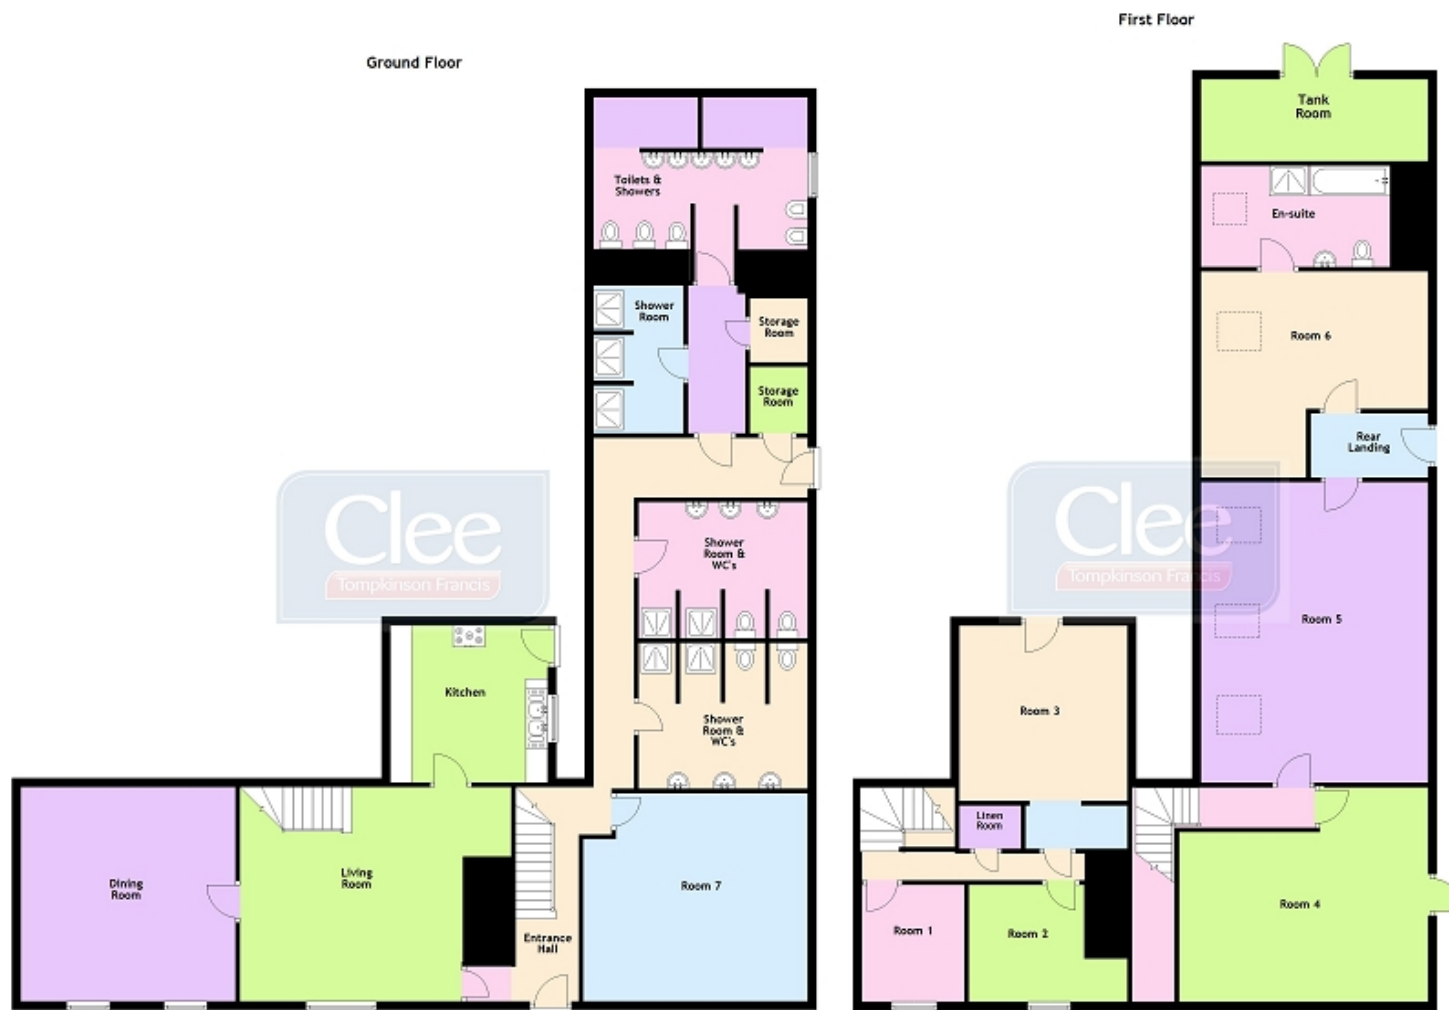 Ground Floor
Toilets &
Showers
Shower
Room
Storage
Room
Storage
Room
Clee
Tompkinson Francis
Shower
Room &
WC's
Kitchen
Shower
Room &
WC's
Dining
Room
Living
Room
Room 7
Entrance
Hall
First Floor
Tank
Room
En-suite
Room 6
Rear
Landing
Clee
Tompkinson Francis
Room 5
Room 3
Linen
Room
Room 4
Room 1
Room 2